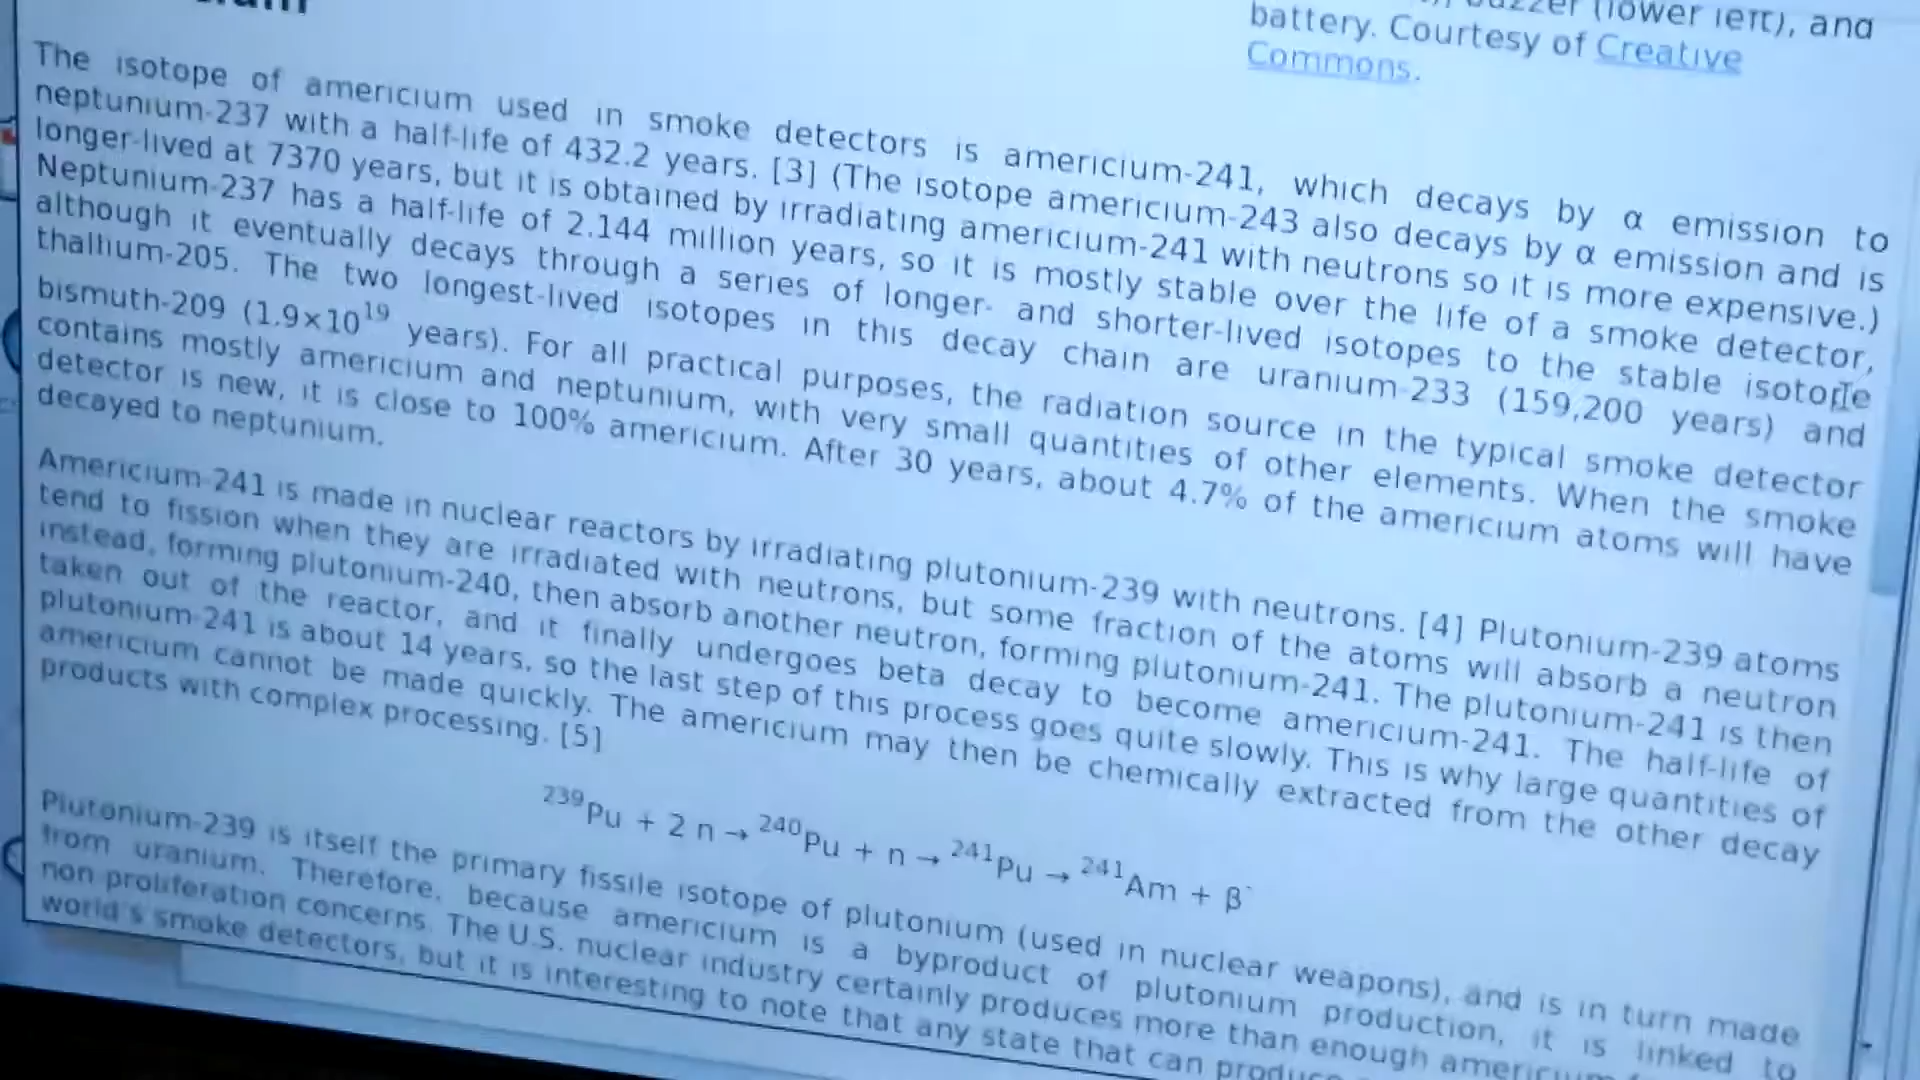 (lower left), and
battery. Courtesy of Creative
Commons.
The isotope of americium used in smoke detectors is americium-241, which decays by α emission to
neptunium-237 with a half-life of 432.2 years. [3] (The isotope americium-243 also decays by α emission and is
longer-lived at 7370 years, but it is obtained by irradiating americium-241 with neutrons so it is more expensive.)
Neptunium-237 has a half-life of 2.144 million years, so it is mostly stable over the life of a smoke detector,
although it eventually decays through a series of longer- and shorter-lived isotopes to the stable isotope
thallium-205. The two longest-lived isotopes in this decay chain are uranium-233 (159,200 years) and
bismuth-209 (1.9×10¹⁹ years). For all practical purposes, the radiation source in the typical smoke detector
contains mostly americium and neptunium, with very small quantities of other elements. When the smoke
detector is new, it is close to 100% americium. After 30 years, about 4.7% of the americium atoms will have
decayed to neptunium.
Americium-241 is made in nuclear reactors by irradiating plutonium-239 with neutrons. [4] Plutonium-239 atoms
tend to fission when they are irradiated with neutrons, but some fraction of the atoms will absorb a neutron
instead, forming plutonium-240, then absorb another neutron, forming plutonium-241. The plutonium-241 is then
taken out of the reactor, and it finally undergoes beta decay to become americium-241. The half-life of
plutonium-241 is about 14 years, so the last step of this process goes quite slowly. This is why large quantities of
americium cannot be made quickly. The americium may then be chemically extracted from the other decay
products with complex processing. [5]
²³⁹Pu + 2 n → ²⁴⁰Pu + n → ²⁴¹Pu → ²⁴¹Am + β⁻
Plutonium-239 is itself the primary fissile isotope of plutonium (used in nuclear weapons), and is in turn made
from uranium. Therefore, because americium is a byproduct of plutonium production, it is linked to
non-proliferation concerns. The U.S. nuclear industry certainly produces more than enough
world's smoke detectors, but it is interesting to note that any state that can